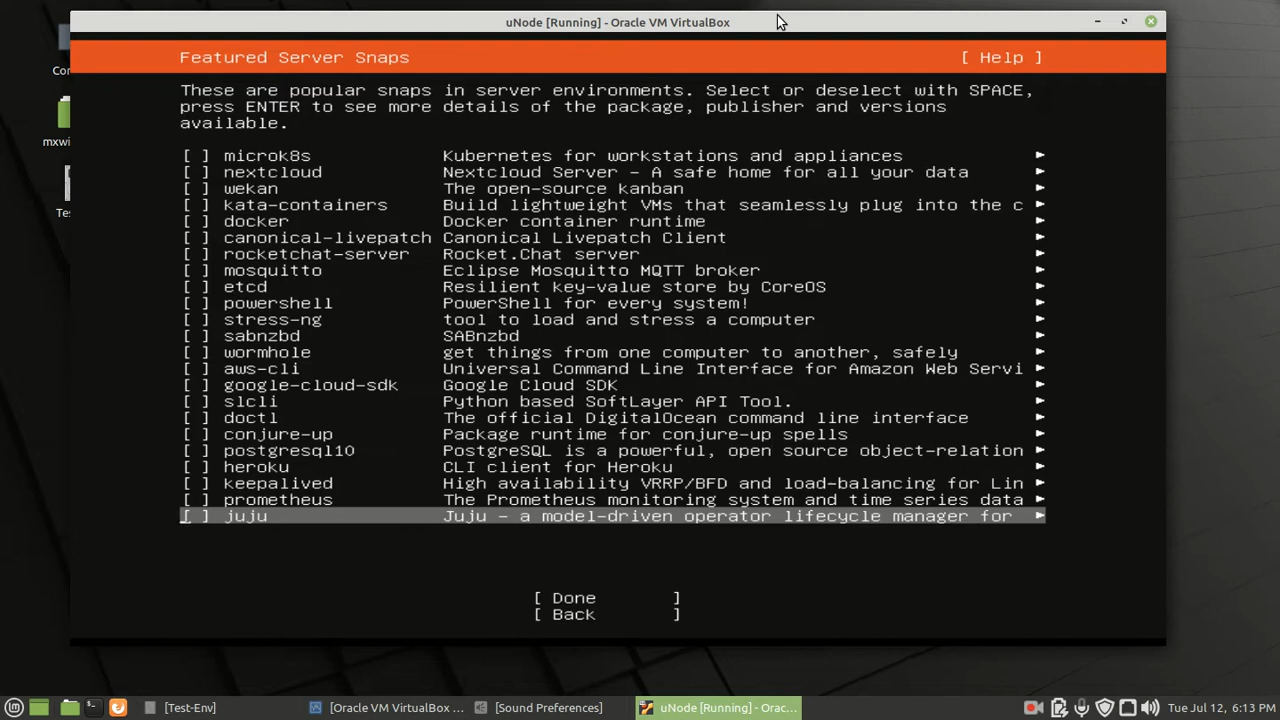 uNode [Running] - Oracle VM VirtualBox
Featured Server Snaps [ Help ]
These are popular snaps in server environments. Select or deselect with SPACE,
press ENTER to see more details of the package, publisher and versions
available.
[ ] microk8s Kubernetes for workstations and appliances ►
[ ] nextcloud Nextcloud Server - A safe home for all your data ►
[ ] wekan The open-source kanban ►
[ ] kata-containers Build lightweight VMs that seamlessly plug into the c ►
[ ] docker Docker container runtime ►
[ ] canonical-livepatch Canonical Livepatch Client ►
[ ] rocketchat-server Rocket.Chat server ►
[ ] mosquitto Eclipse Mosquitto MQTT broker ►
[ ] etcd Resilient key-value store by CoreOS ►
[ ] powershell PowerShell for every system! ►
[ ] stress-ng tool to load and stress a computer ►
[ ] sabnzbd SABnzbd ►
[ ] wormhole get things from one computer to another, safely ►
[ ] aws-cli Universal Command Line Interface for Amazon Web Servi ►
[ ] google-cloud-sdk Google Cloud SDK ►
[ ] slcli Python based SoftLayer API Tool. ►
[ ] doctl The official DigitalOcean command line interface ►
[ ] conjure-up Package runtime for conjure-up spells ►
[ ] postgresql10 PostgreSQL is a powerful, open source object-relation ►
[ ] heroku CLI client for Heroku ►
[ ] keepalived High availability VRRP/BFD and load-balancing for Lin ►
[ ] prometheus The Prometheus monitoring system and time series data ►
[ ] juju Juju - a model-driven operator lifecycle manager for ►
[ Done ]
[ Back ]
Co
mxwi
Tes
[Test-Env]
[Oracle VM VirtualBox ...
[Sound Preferences]
uNode [Running] - Orac...
Tue Jul 12, 6:13 PM